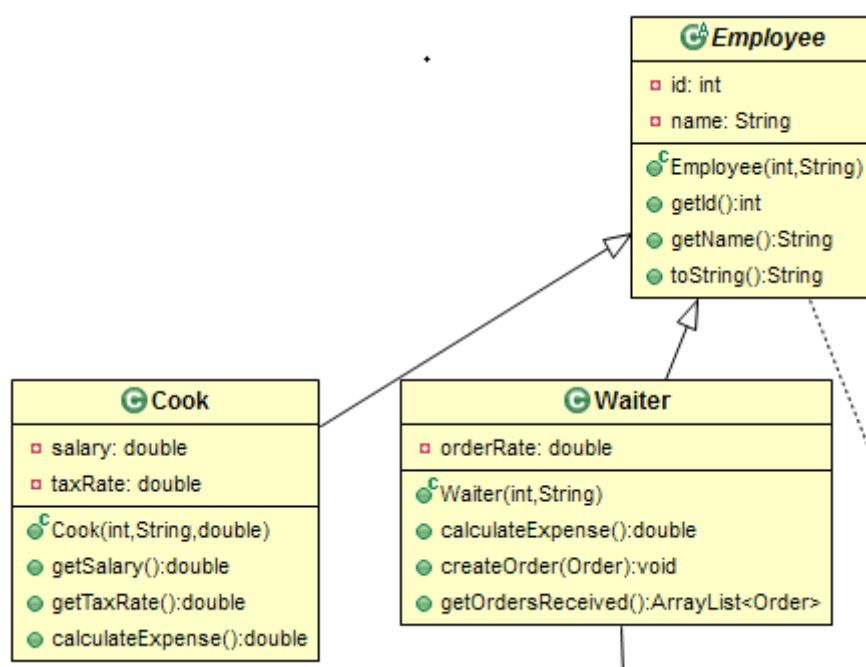 Employee
id: int
name: String
Employee(int,String)
getId():int
getName():String
toString():String
Cook
salary: double
taxRate: double
Cook(int,String,double)
getSalary():double
getTaxRate():double
calculateExpense():double
Waiter
orderRate: double
Waiter(int,String)
calculateExpense():double
createOrder(Order):void
getOrdersReceived():ArrayList<Order>